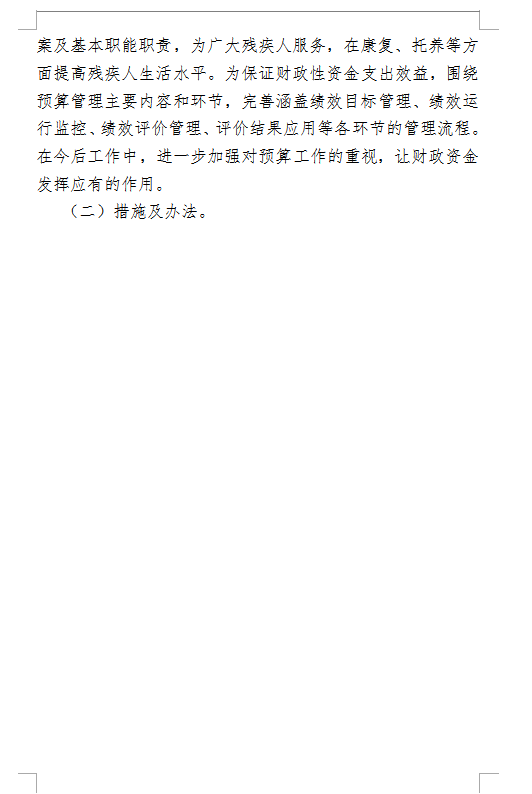 案及基本职能职责，为广大残疾人服务，在康复、托养等方
面提高残疾人生活水平。为保证财政性资金支出效益，围绕
预算管理主要内容和环节，完善涵盖绩效目标管理、绩效运
行监控、绩效评价管理、评价结果应用等各环节的管理流程。
在今后工作中，进一步加强对预算工作的重视，让财政资金
发挥应有的作用。
（二）措施及办法。